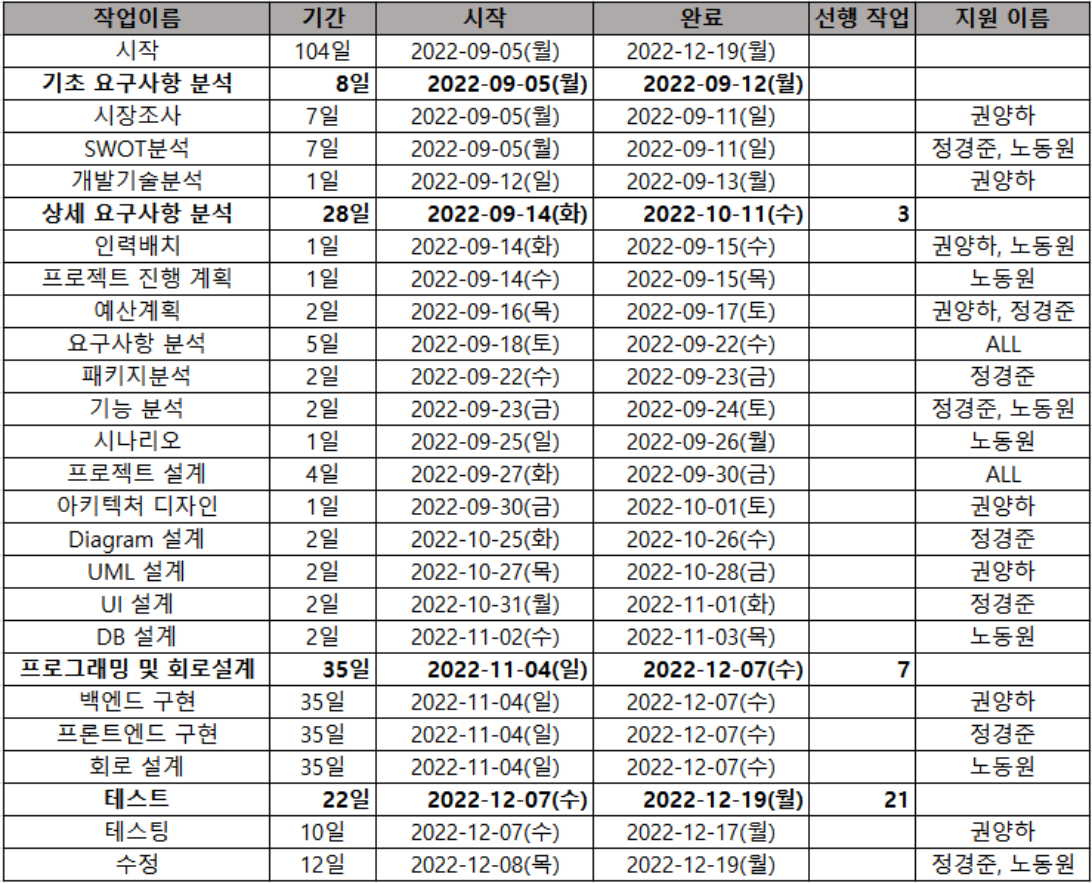 작업이름 기간 시작 완료 선행 작업 지원 이름
시작 104일 2022-09-05(월) 2022-12-19(월)
기초 요구사항 분석 8일 2022-09-05(월) 2022-09-12(월)
시장조사 7일 2022-09-05(월) 2022-09-11(일) 권양하
SWOT분석 7일 2022-09-05(월) 2022-09-11(일) 정경준, 노동원
개발기술분석 1일 2022-09-12(일) 2022-09-13(월) 권양하
상세 요구사항 분석 28일 2022-09-14(화) 2022-10-11(수) 3
인력배치 1일 2022-09-14(화) 2022-09-15(수) 권양하, 노동원
프로젝트 진행 계획 1일 2022-09-14(수) 2022-09-15(목) 노동원
예산계획 2일 2022-09-16(목) 2022-09-17(토) 권양하, 정경준
요구사항 분석 5일 2022-09-18(토) 2022-09-22(수) ALL
패키지분석 2일 2022-09-22(수) 2022-09-23(금) 정경준
기능 분석 2일 2022-09-23(금) 2022-09-24(토) 정경준, 노동원
시나리오 1일 2022-09-25(일) 2022-09-26(월) 노동원
프로젝트 설계 4일 2022-09-27(화) 2022-09-30(금) ALL
아키텍처 디자인 1일 2022-09-30(금) 2022-10-01(토) 권양하
Diagram 설계 2일 2022-10-25(화) 2022-10-26(수) 정경준
UML 설계 2일 2022-10-27(목) 2022-10-28(금) 권양하
UI 설계 2일 2022-10-31(월) 2022-11-01(화) 정경준
DB 설계 2일 2022-11-02(수) 2022-11-03(목) 노동원
프로그래밍 및 회로설계 35일 2022-11-04(일) 2022-12-07(수) 7
백엔드 구현 35일 2022-11-04(일) 2022-12-07(수) 권양하
프론트엔드 구현 35일 2022-11-04(일) 2022-12-07(수) 정경준
회로 설계 35일 2022-11-04(일) 2022-12-07(수) 노동원
테스트 22일 2022-12-07(수) 2022-12-19(월) 21
테스팅 10일 2022-12-07(수) 2022-12-17(월) 권양하
수정 12일 2022-12-08(목) 2022-12-19(월) 정경준, 노동원